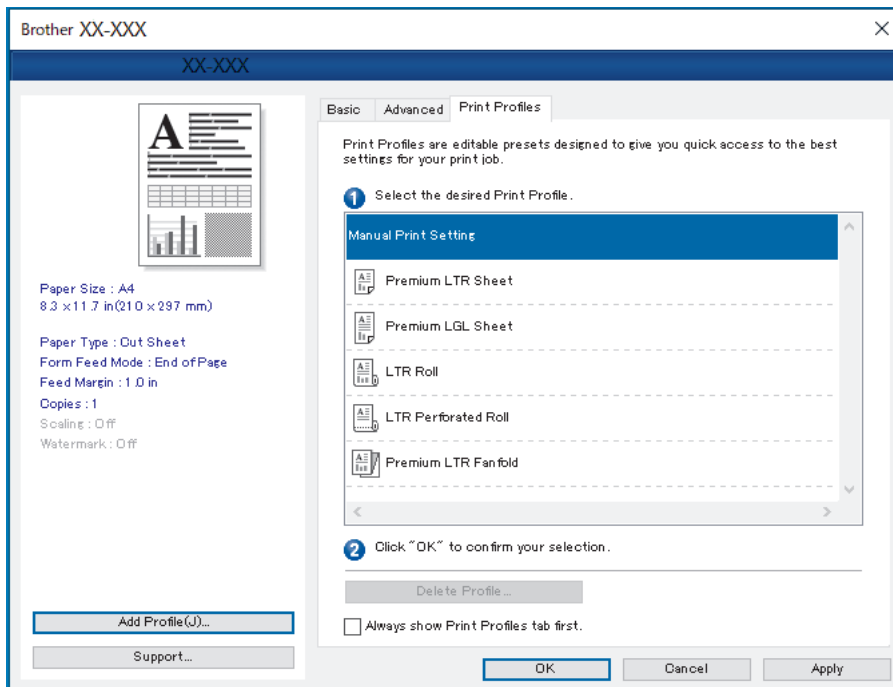 Brother XX-XXX
XX-XXX
A
Paper Size : A4
8.3 x 11.7 in(210 x 297 mm)
Paper Type : Cut Sheet
Form Feed Mode : End of Page
Feed Margin : 1.0 in
Copies : 1
Scaling : Off
Watermark : Off
Add Profile(J)...
Support...
Basic
Advanced
Print Profiles
Print Profiles are editable presets designed to give you quick access to the best
settings for your print job.
1 Select the desired Print Profile.
Manual Print Setting
Premium LTR Sheet
Premium LGL Sheet
LTR Roll
LTR Perforated Roll
Premium LTR Fanfold
2 Click "OK" to confirm your selection.
Delete Profile...
Always show Print Profiles tab first.
OK
Cancel
Apply